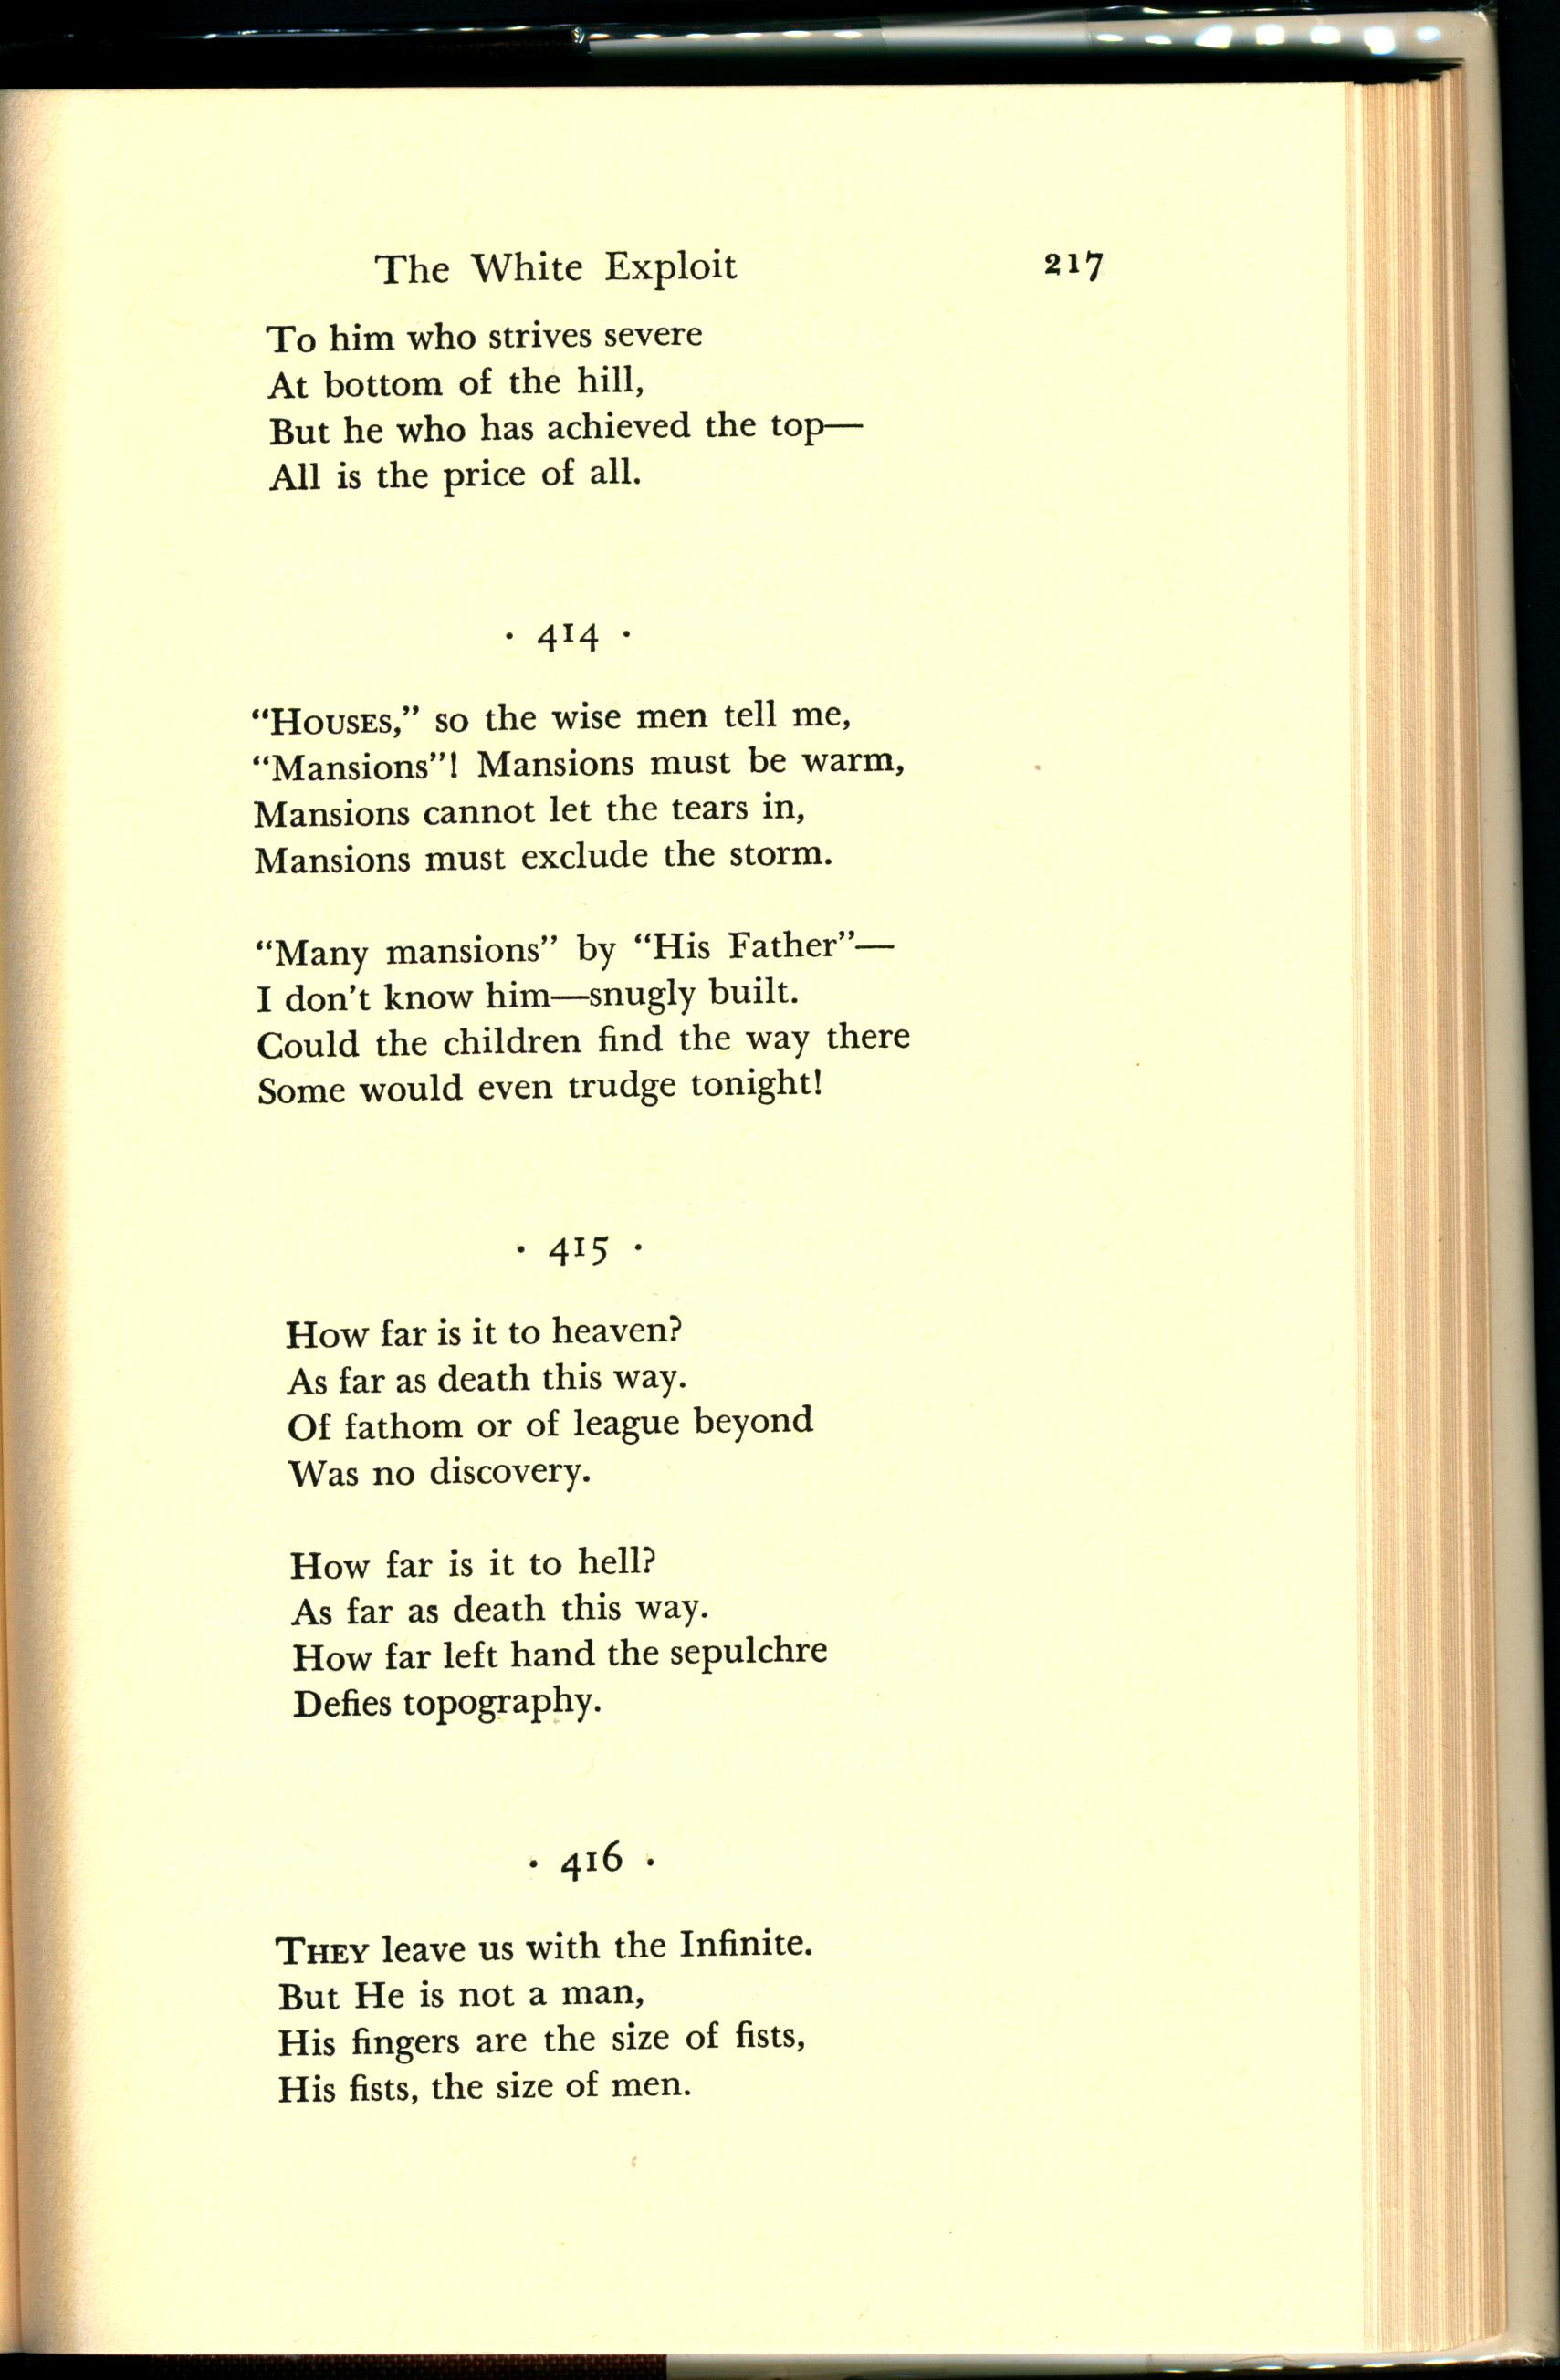 The White Exploit 217
To him who strives severe
At bottom of the hill,
But he who has achieved the top—
All is the price of all.
· 414 ·
“HOUSES,” so the wise men tell me,
“Mansions”! Mansions must be warm,
Mansions cannot let the tears in,
Mansions must exclude the storm.
“Many mansions” by “His Father”—
I don't know him—snugly built.
Could the children find the way there
Some would even trudge tonight!
· 415 ·
How far is it to heaven?
As far as death this way.
Of fathom or of league beyond
Was no discovery.
How far is it to hell?
As far as death this way.
How far left hand the sepulchre
Defies topography.
· 416 ·
THEY leave us with the Infinite.
But He is not a man,
His fingers are the size of fists,
His fists, the size of men.